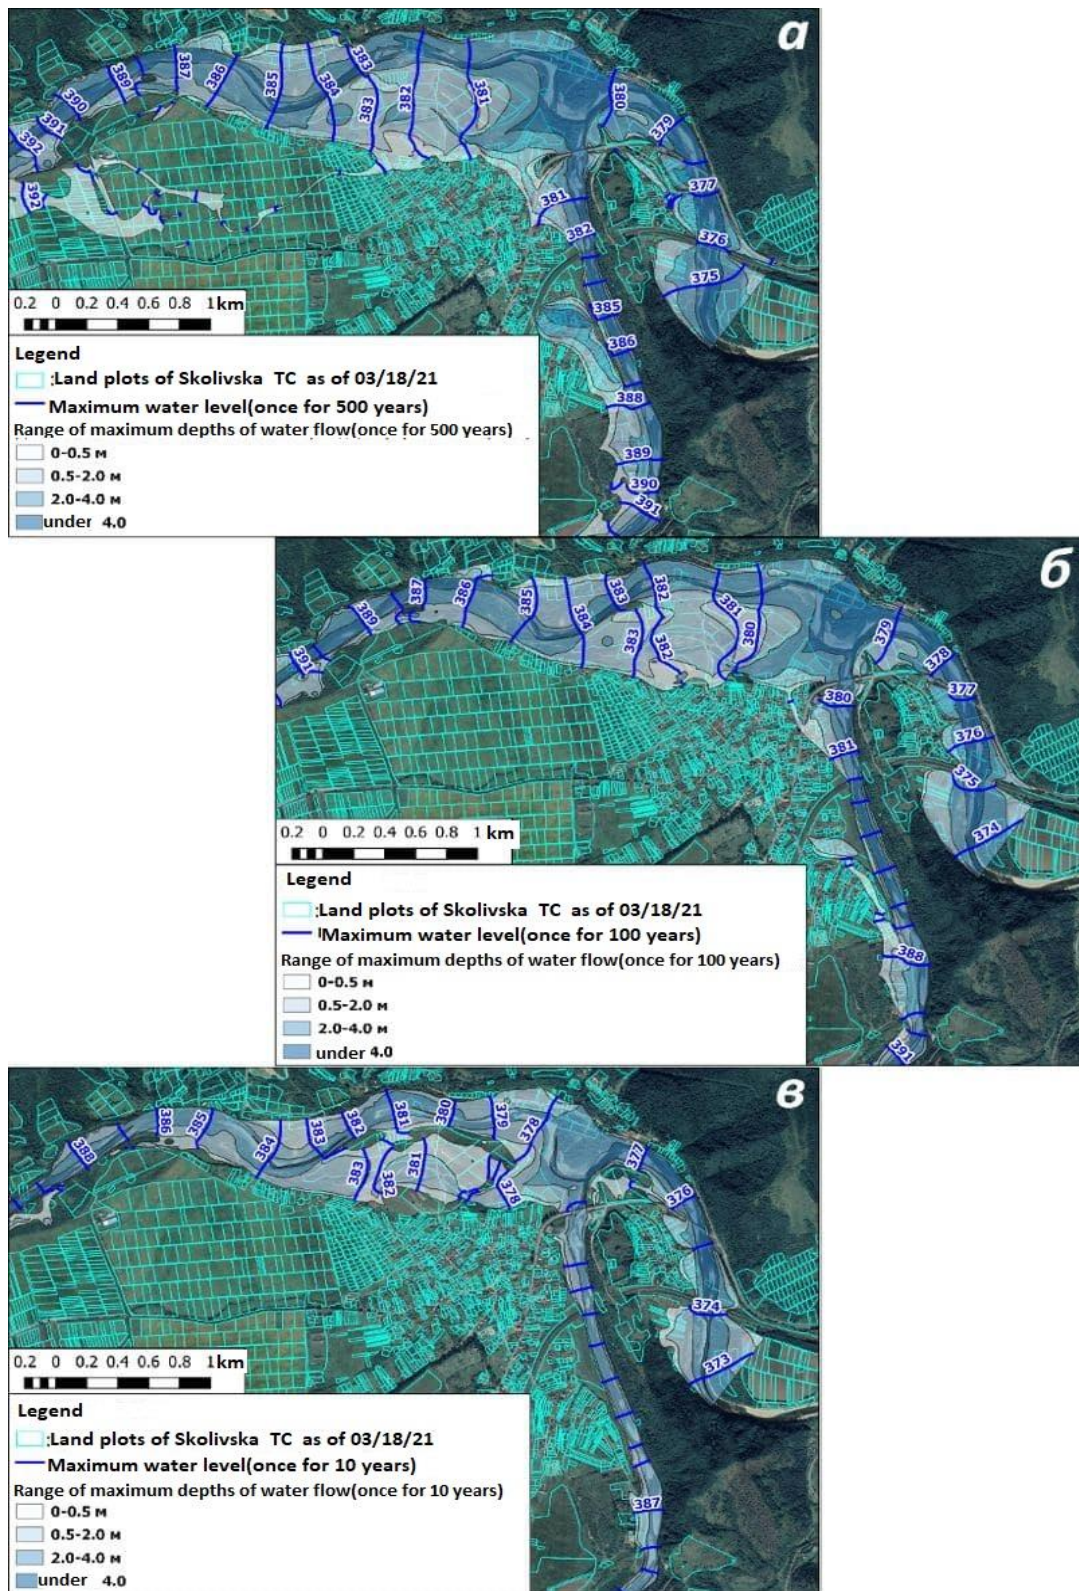 а
389
387
386
385
384
383
383
382
381
380
379
390
391
392
392
381
382
377
376
375
385
386
388
389
390
391
0.2 0 0.2 0.4 0.6 0.8 1 km
Legend
:Land plots of Skolivska TC as of 03/18/21
Maximum water level(once for 500 years)
Range of maximum depths of water flow(once for 500 years)
0-0.5 м
0.5-2.0 м
2.0-4.0 м
under 4.0
б
391
389
387
386
385
384
383
383
382
382
381
380
379
378
377
376
375
374
380
381
388
391
0.2 0 0.2 0.4 0.6 0.8 1 km
Legend
:Land plots of Skolivska TC as of 03/18/21
Maximum water level(once for 100 years)
Range of maximum depths of water flow(once for 100 years)
0-0.5 м
0.5-2.0 м
2.0-4.0 м
under 4.0
в
388
386
385
384
383
383
382
382
381
381
380
379
378
378
377
376
374
373
387
0.2 0 0.2 0.4 0.6 0.8 1 km
Legend
:Land plots of Skolivska TC as of 03/18/21
Maximum water level(once for 10 years)
Range of maximum depths of water flow(once for 10 years)
0-0.5 м
0.5-2.0 м
2.0-4.0 м
under 4.0